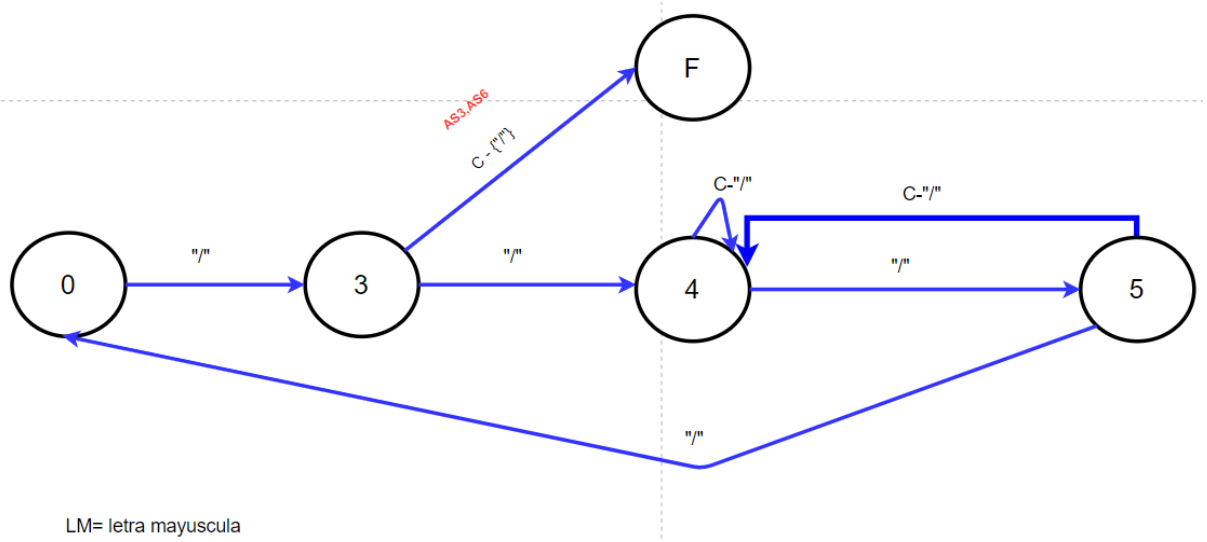 F
AS3,AS6
C - {"/"}
C-"/"
C-"/"
"/"
"/"
"/"
0
3
4
5
"/"
LM= letra mayuscula